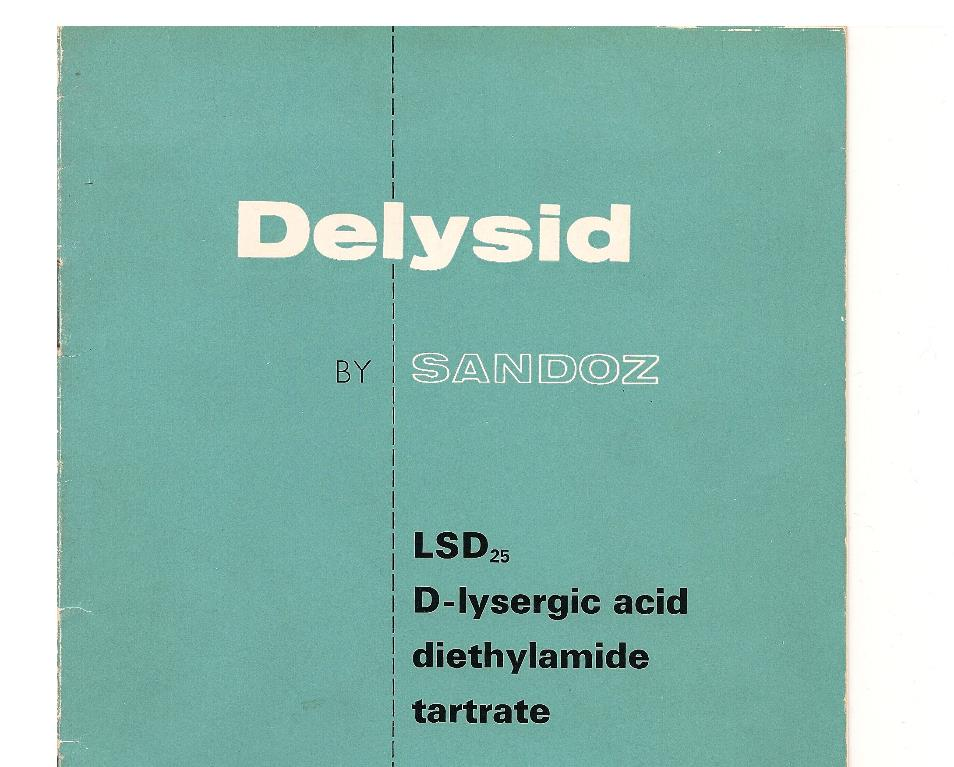 Delysid
BY SANDOZ
LSD₂₅
D-lysergic acid
diethylamide
tartrate